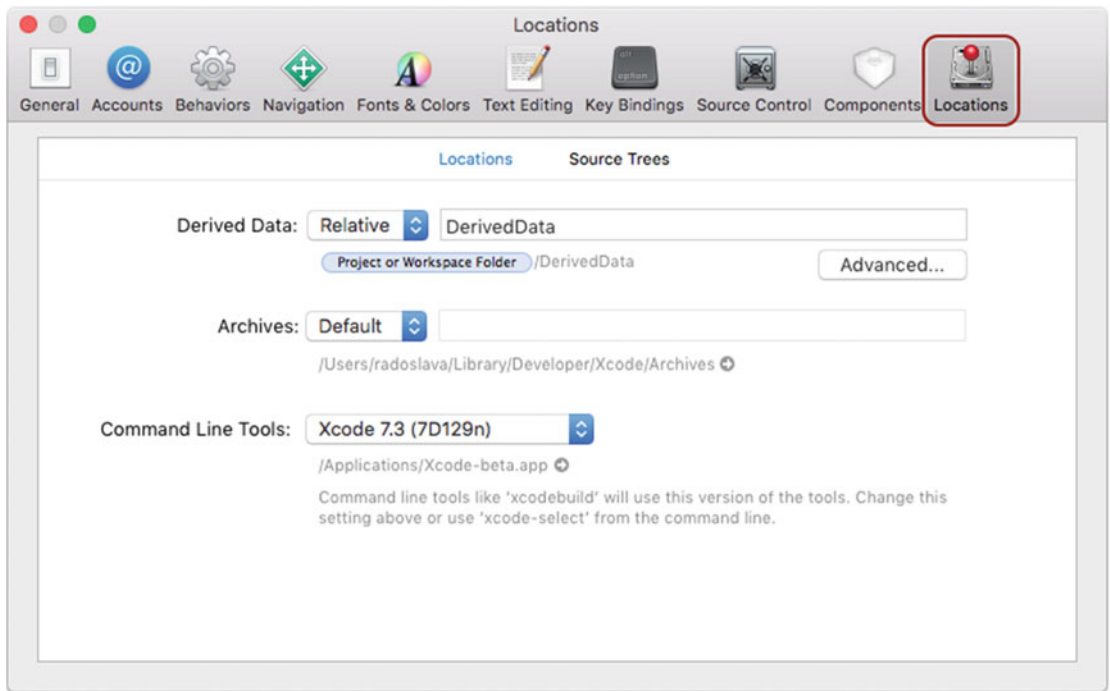 Locations
alt
option
General Accounts Behaviors Navigation Fonts & Colors Text Editing Key Bindings Source Control Components Locations
Locations Source Trees
Derived Data: Relative DerivedData
Project or Workspace Folder /DerivedData Advanced...
Archives: Default
/Users/radoslava/Library/Developer/Xcode/Archives
Command Line Tools: Xcode 7.3 (7D129n)
/Applications/Xcode-beta.app
Command line tools like ‘xcodebuild’ will use this version of the tools. Change this
setting above or use ‘xcode-select’ from the command line.